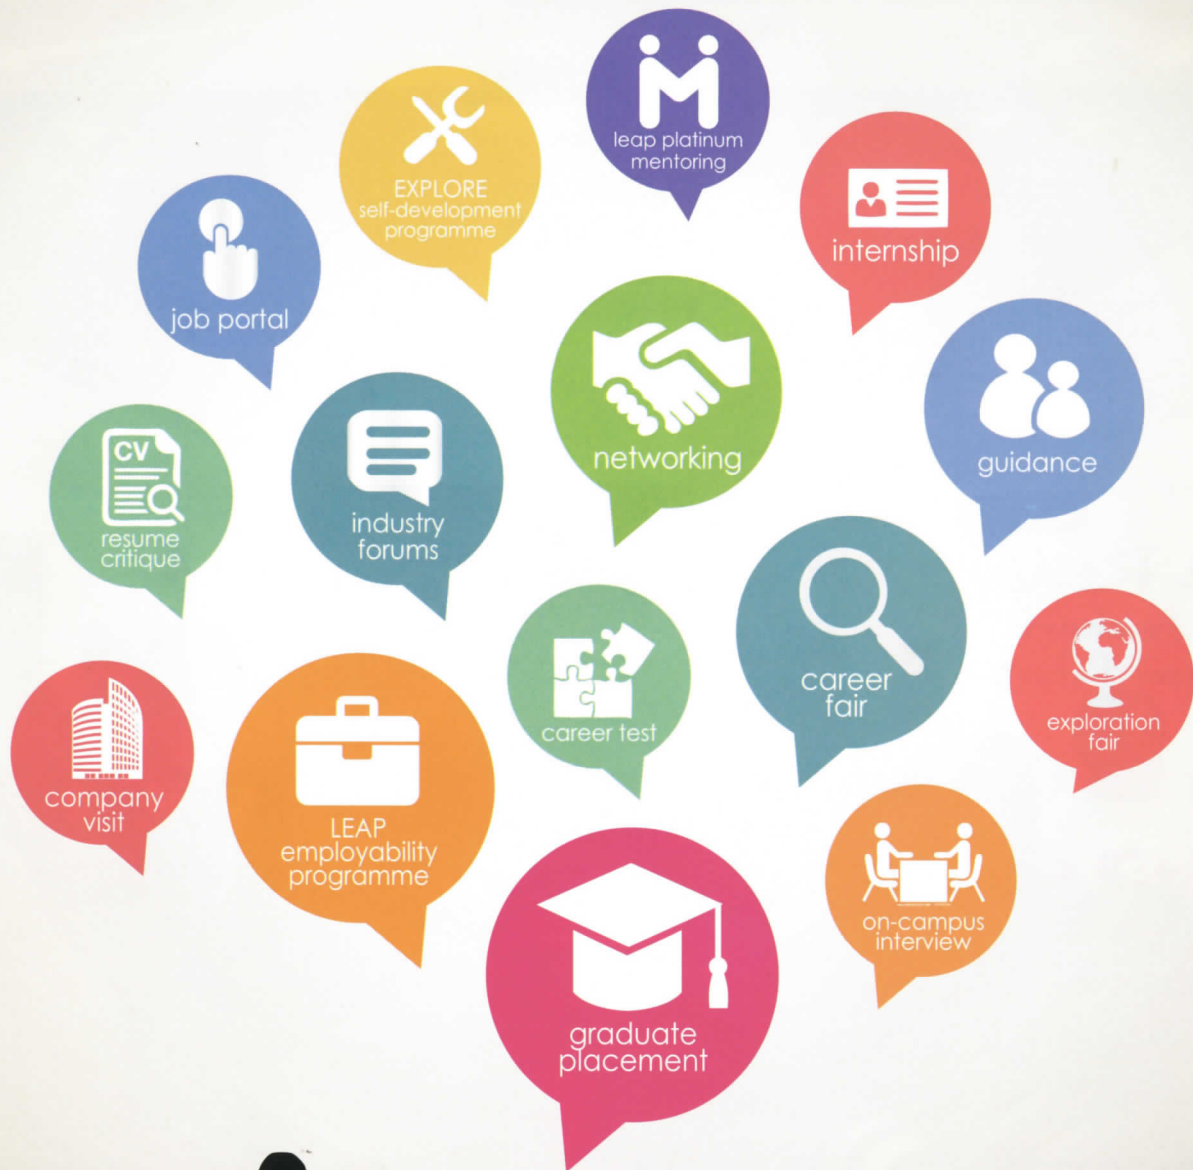 leap platinum
mentoring
EXPLORE
self-development
programme
internship
job portal
networking
guidance
CV
resume
critique
industry
forums
career test
career
fair
exploration
fair
company
visit
LEAP
employability
programme
on-campus
interview
graduate
placement